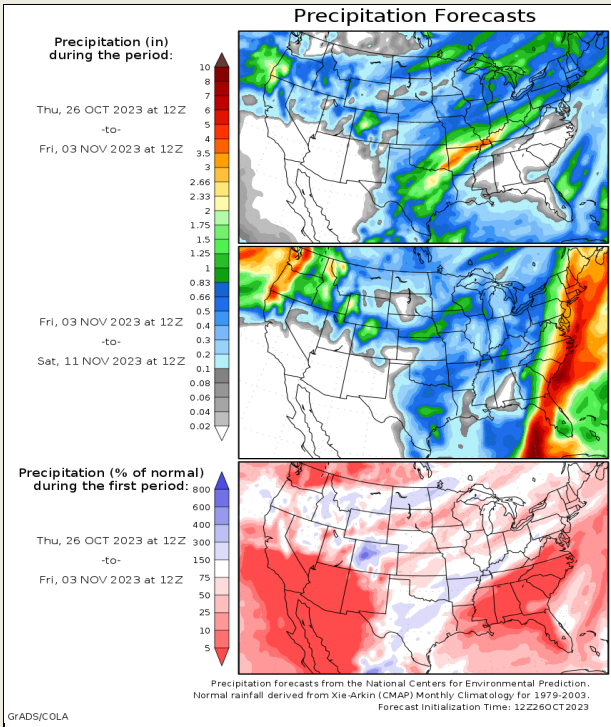 Precipitation Forecasts
Precipitation (in)
during the period:
Thu, 26 OCT 2023 at 12Z
-to-
Fri, 03 NOV 2023 at 12Z
10
8
7
6
5
4
3.5
3
2.66
2.33
2
1.75
1.5
1.25
1
0.83
0.66
0.5
0.4
0.3
0.2
0.1
0.08
0.06
0.04
0.02
Fri, 03 NOV 2023 at 12Z
-to-
Sat, 11 NOV 2023 at 12Z
Precipitation (% of normal)
during the first period:
Thu, 26 OCT 2023 at 12Z
-to-
Fri, 03 NOV 2023 at 12Z
800
600
400
300
150
75
50
25
10
5
Precipitation forecasts from the National Centers for Environmental Prediction.
Normal rainfall derived from Xie-Arkin (CMAP) Monthly Climatology for 1979-2003.
Forecast Initialization Time: 12Z26OCT2023
GrADS/COLA